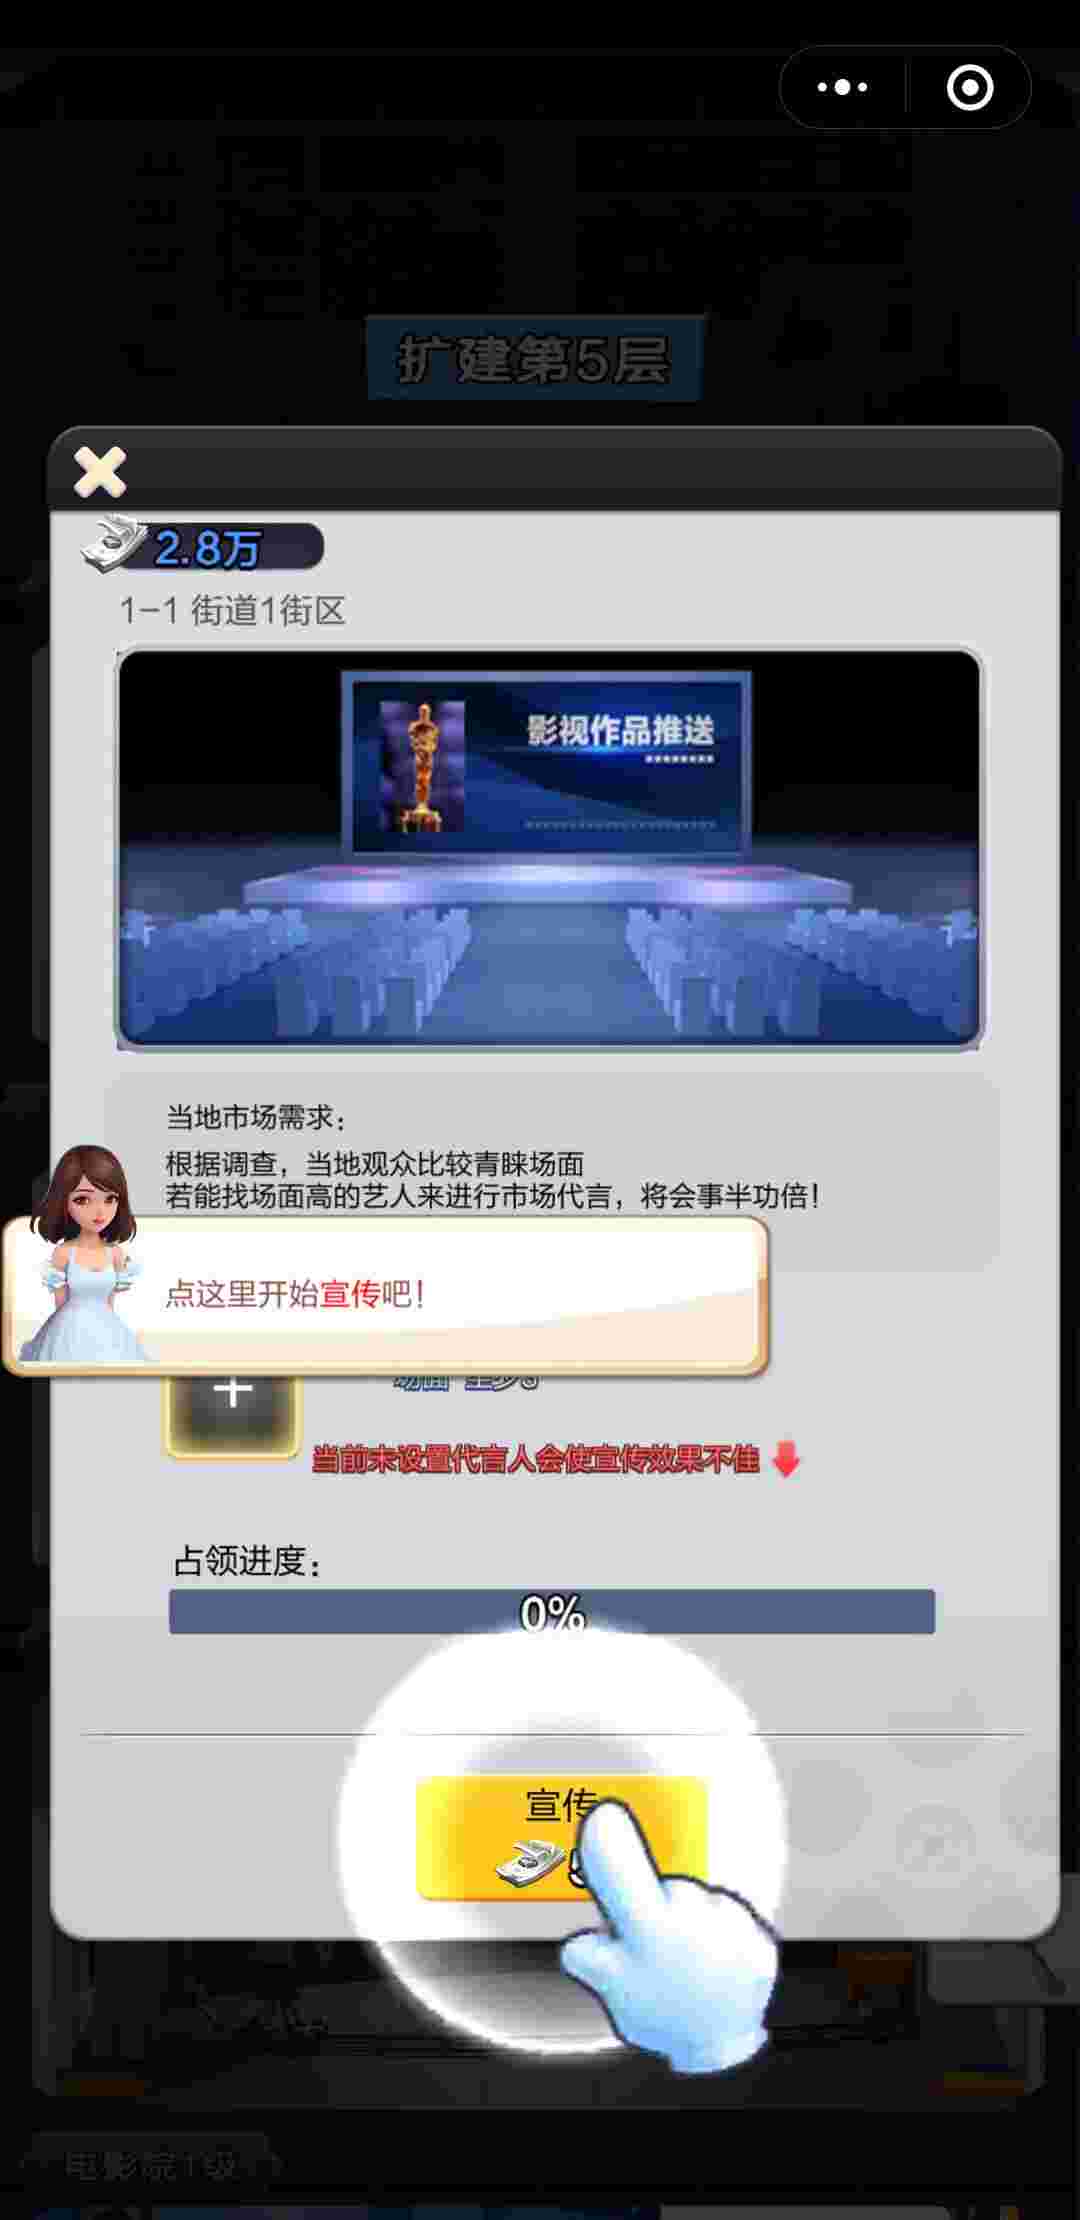 扩建第5层
2.8万
1-1 街道1街区
影视作品推送
当地市场需求：
根据调查，当地观众比较青睐场面
若能找场面高的艺人来进行市场代言，将会事半功倍！
点这里开始宣传吧！
场面 至少3
当前未设置代言人会使宣传效果不佳
占领进度：
0%
宣传
电影院1级